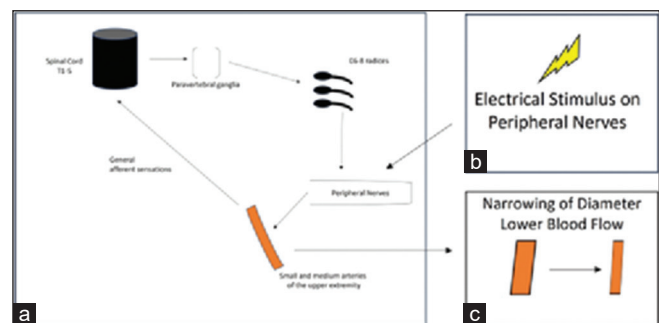 Spinal Cord
T1-5
Paravertebral ganglia
C6-8 radices
General
afferent sensations
Peripheral Nerves
Small and medium arteries
of the upper extremity
a
Electrical Stimulus on
Peripheral Nerves
b
Narrowing of Diameter
Lower Blood Flow
c